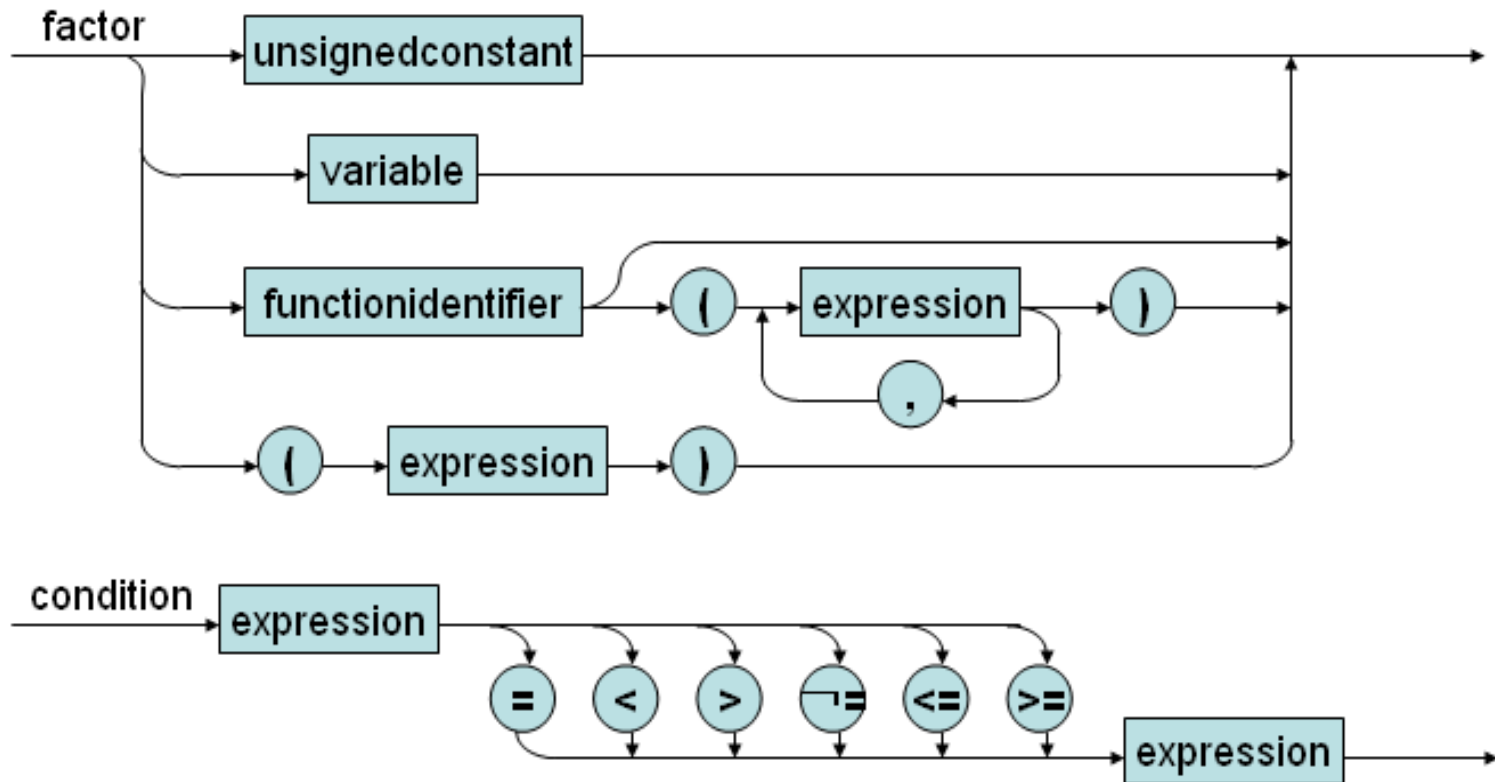 factor
unsignedconstant
variable
functionidentifier ( expression )
,
( expression )
condition
expression
= < > ¬= <= >=
expression